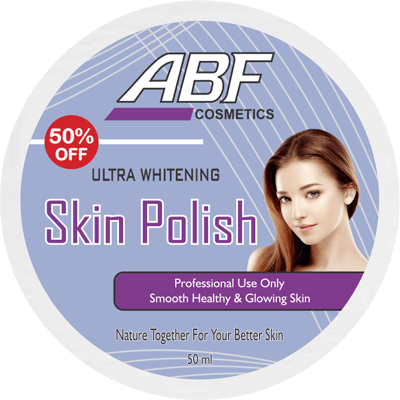 ABF
COSMETICS
50%
OFF
ULTRA WHITENING
Skin Polish
Professional Use Only
Smooth Healthy & Glowing Skin
Nature Together For Your Better Skin
50 ml